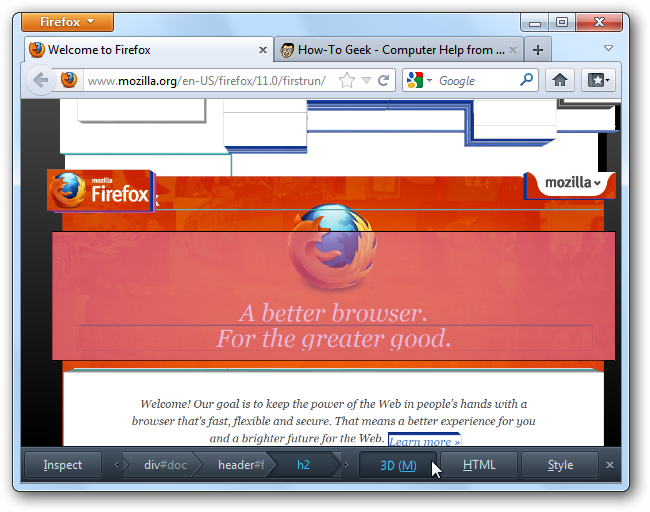 Firefox
Welcome to Firefox
How-To Geek - Computer Help from ...
www.mozilla.org/en-US/firefox/11.0/firstrun/
Google
mozilla
Firefox
mozilla
A better browser.
For the greater good.
Welcome! Our goal is to keep the power of the Web in people's hands with a
browser that's fast, flexible and secure. That means a better experience for you
and a brighter future for the Web. Learn more »
Inspect div#doc header#f h2 3D (M) HTML Style